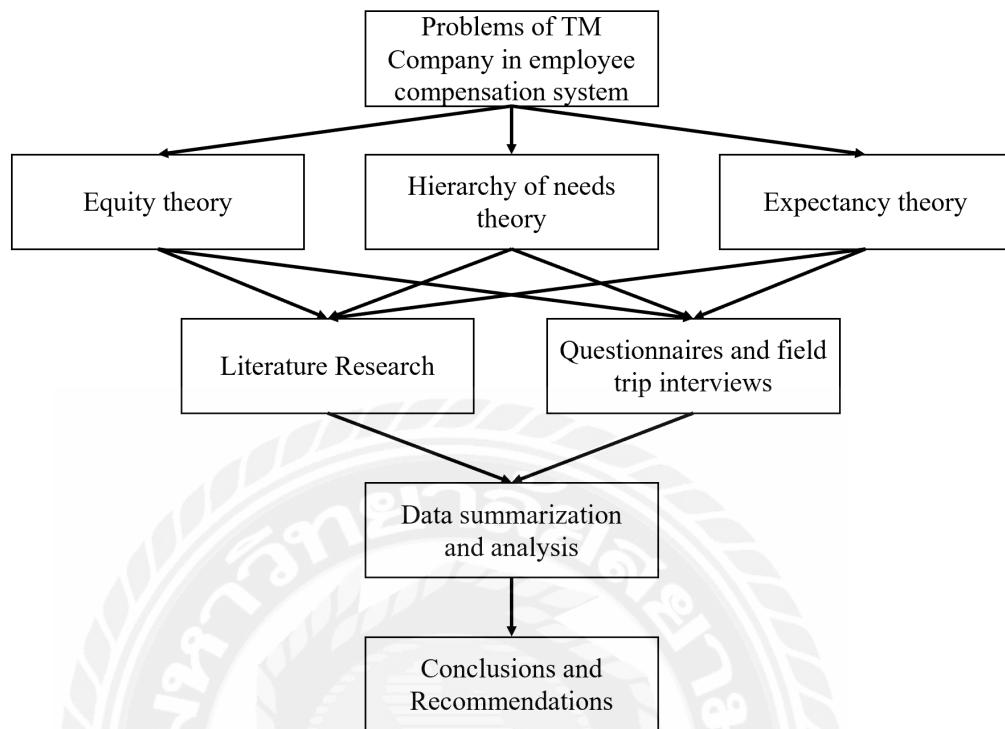 Problems of TM
Company in employee
compensation system
Equity theory
Hierarchy of needs
theory
Expectancy theory
Literature Research
Questionnaires and field
trip interviews
Data summarization
and analysis
Conclusions and
Recommendations